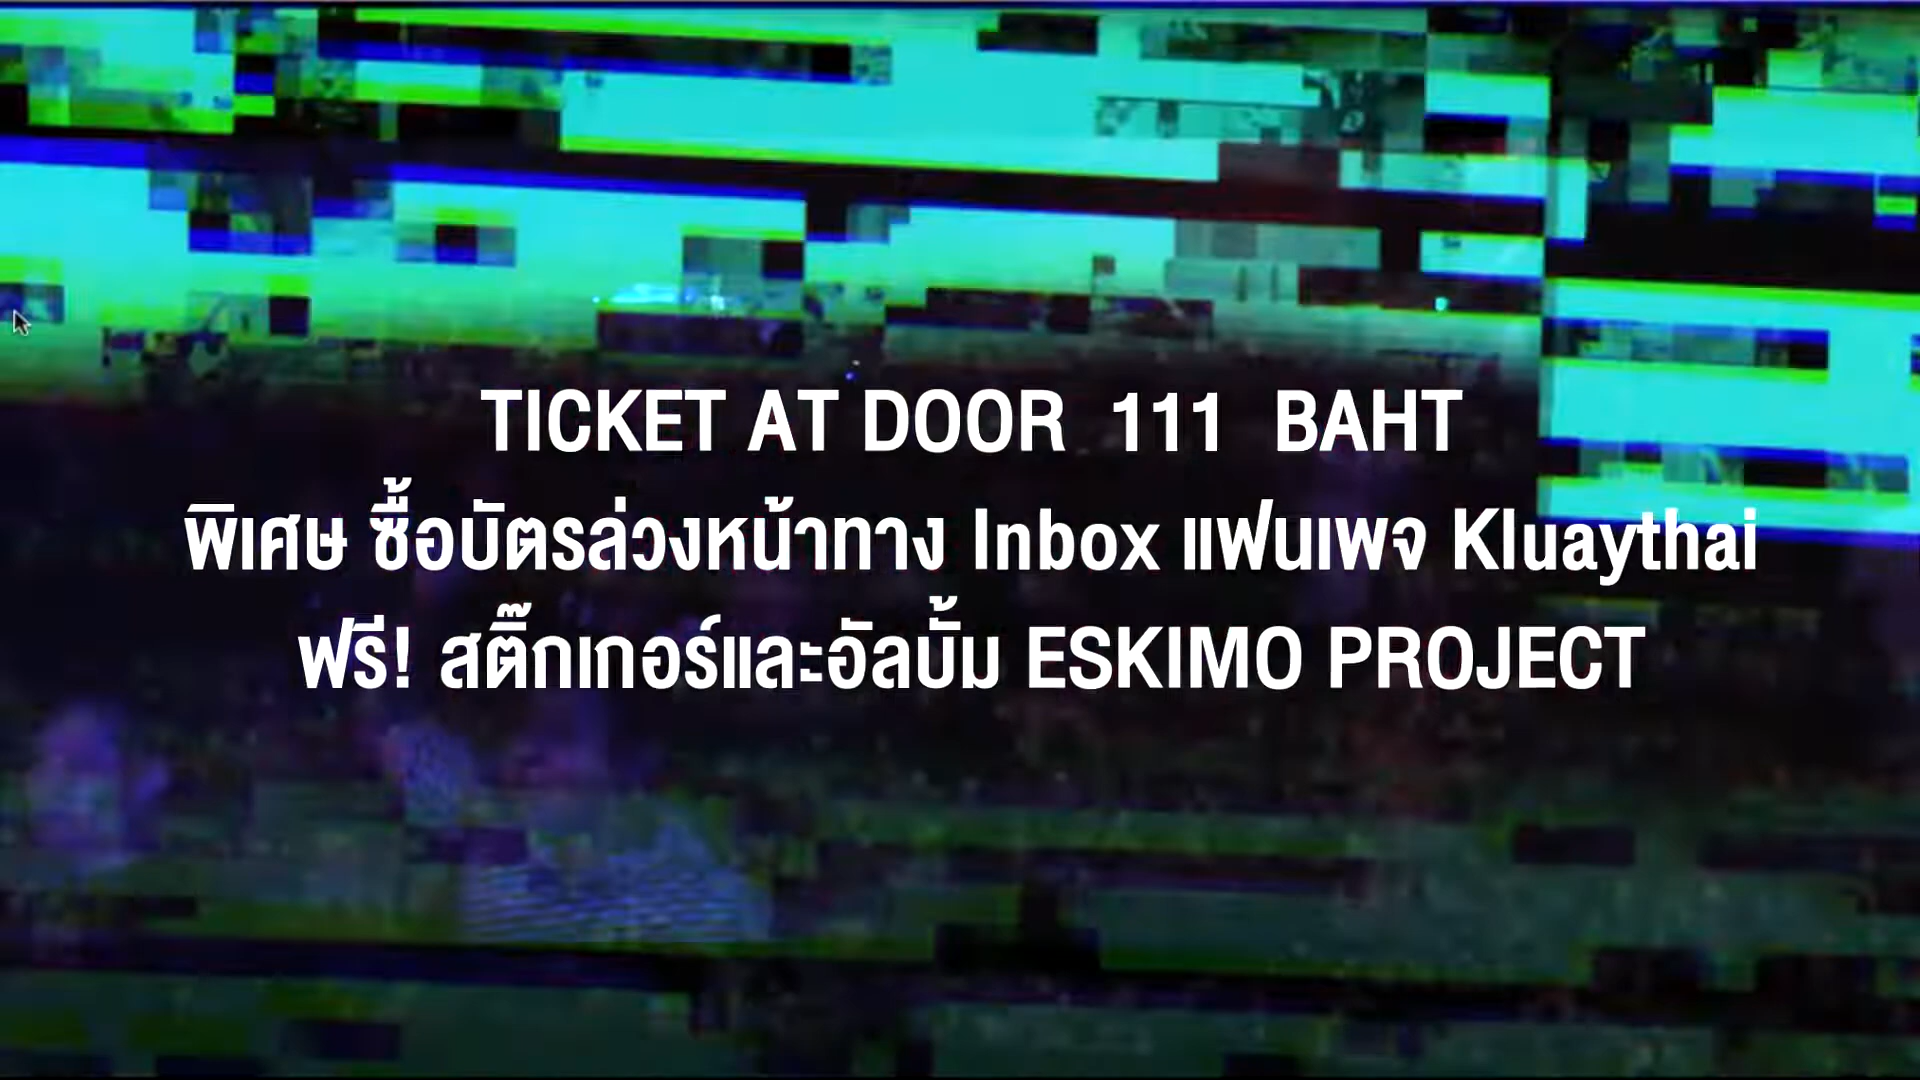 TICKET AT DOOR 111 BAHT
พิเศษ ซื้อบัตรล่วงหน้าทาง Inbox แฟนเพจ Kluaythai
ฟรี! สติ๊กเกอร์และอัลบั้ม ESKIMO PROJECT